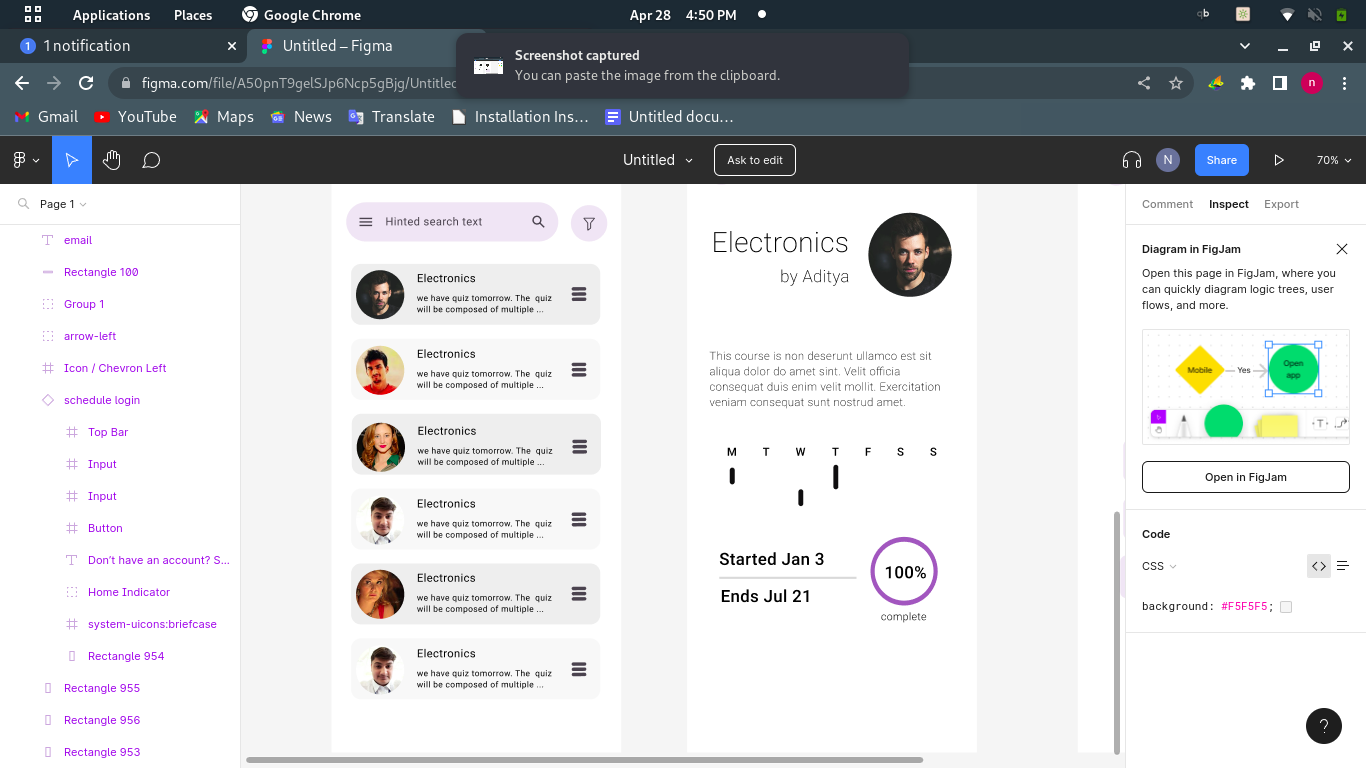 Applications Places Google Chrome Apr 28 4:50 PM qb
1 1 notification Untitled – Figma
Screenshot captured
You can paste the image from the clipboard.
figma.com/file/A50pnT9gelSJp6Ncp5gBjg/Untitled n
Gmail YouTube Maps News Translate Installation Ins... Untitled docu...
Untitled Ask to edit N Share 70%
Page 1
email
Rectangle 100
Group 1
arrow-left
Icon / Chevron Left
schedule login
Top Bar
Input
Input
Button
Don't have an account? S...
Home Indicator
system-uicons:briefcase
Rectangle 954
Rectangle 955
Rectangle 956
Rectangle 953
Hinted search text
Electronics
we have quiz tomorrow. The quiz
will be composed of multiple ...
Electronics
we have quiz tomorrow. The quiz
will be composed of multiple ...
Electronics
we have quiz tomorrow. The quiz
will be composed of multiple ...
Electronics
we have quiz tomorrow. The quiz
will be composed of multiple ...
Electronics
we have quiz tomorrow. The quiz
will be composed of multiple ...
Electronics
we have quiz tomorrow. The quiz
will be composed of multiple ...
Electronics
by Aditya
This course is non deserunt ullamco est sit
aliqua dolor do amet sint. Velit officia
consequat duis enim velit mollit. Exercitation
veniam consequat sunt nostrud amet.
M T W T F S S
Started Jan 3
Ends Jul 21
100%
complete
Comment Inspect Export
Diagram in FigJam
Open this page in FigJam, where you
can quickly diagram logic trees, user
flows, and more.
Mobile Yes Open
app
T
Open in FigJam
Code
CSS
background: #F5F5F5;
?